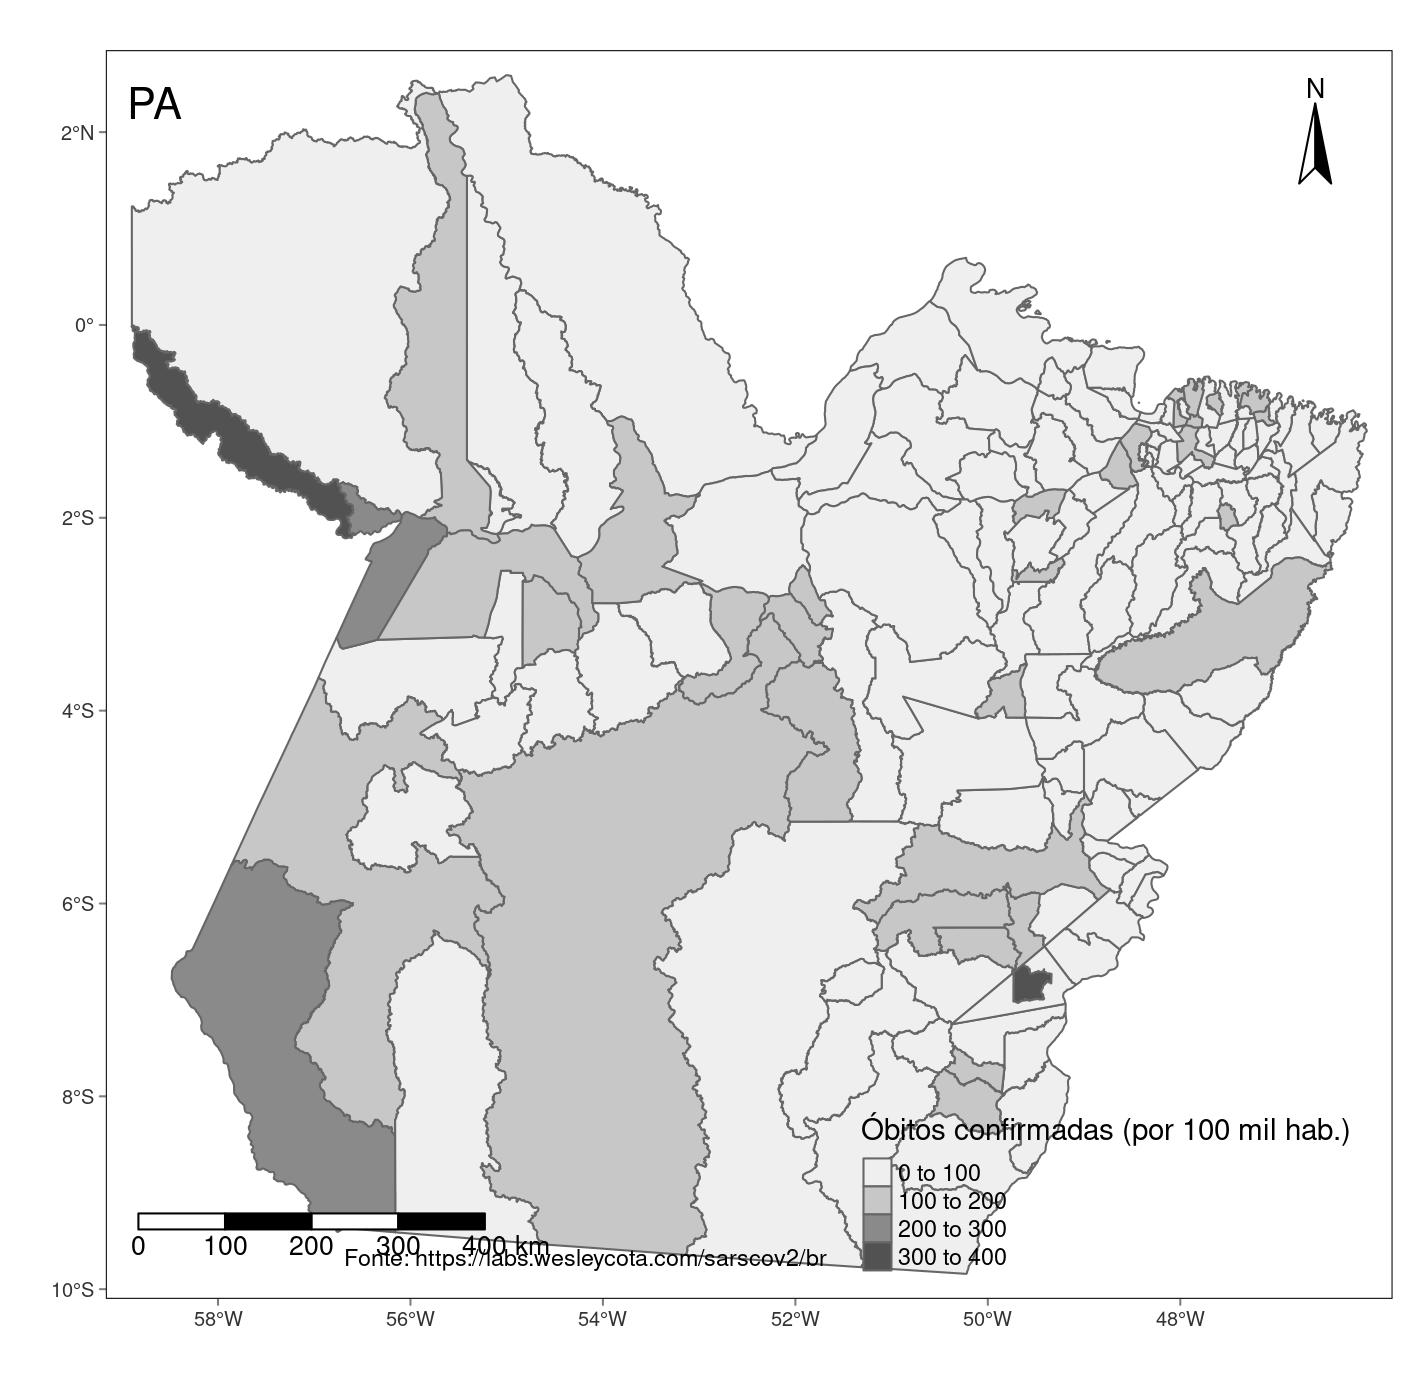 PA
N
2°N
0°
2°S
4°S
6°S
8°S
10°S
Óbitos confirmadas (por 100 mil hab.)
0 to 100
100 to 200
200 to 300
300 to 400
0 100 200 300 400 km
Fonte: https://labs.wesleycota.com/sarscov2/br
58°W 56°W 54°W 52°W 50°W 48°W